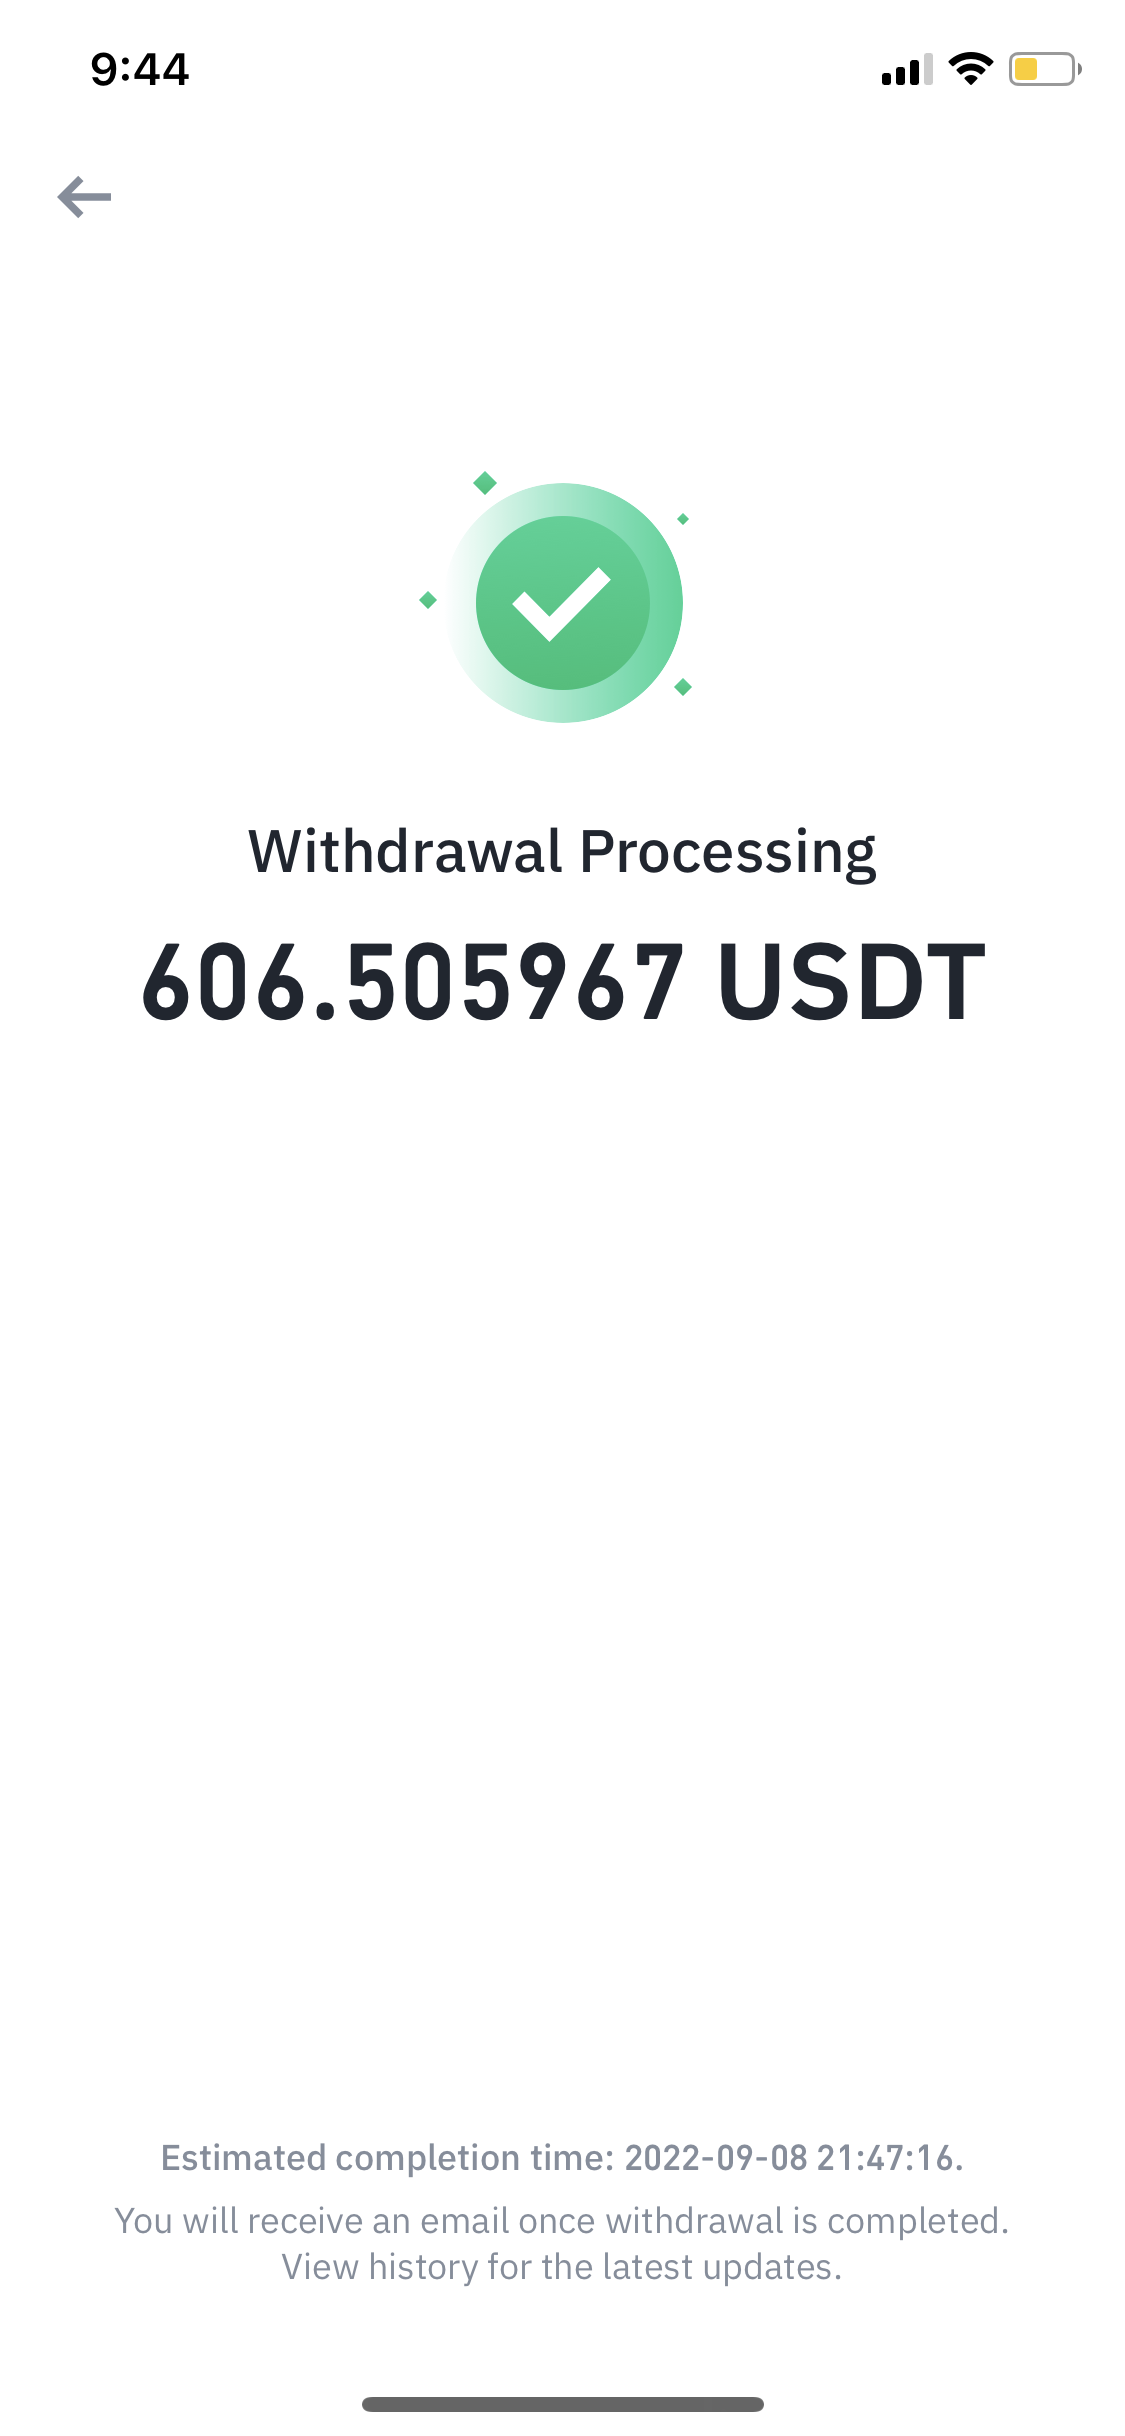 9:44
Withdrawal Processing
606.505967 USDT
Estimated completion time: 2022-09-08 21:47:16.
You will receive an email once withdrawal is completed.
View history for the latest updates.